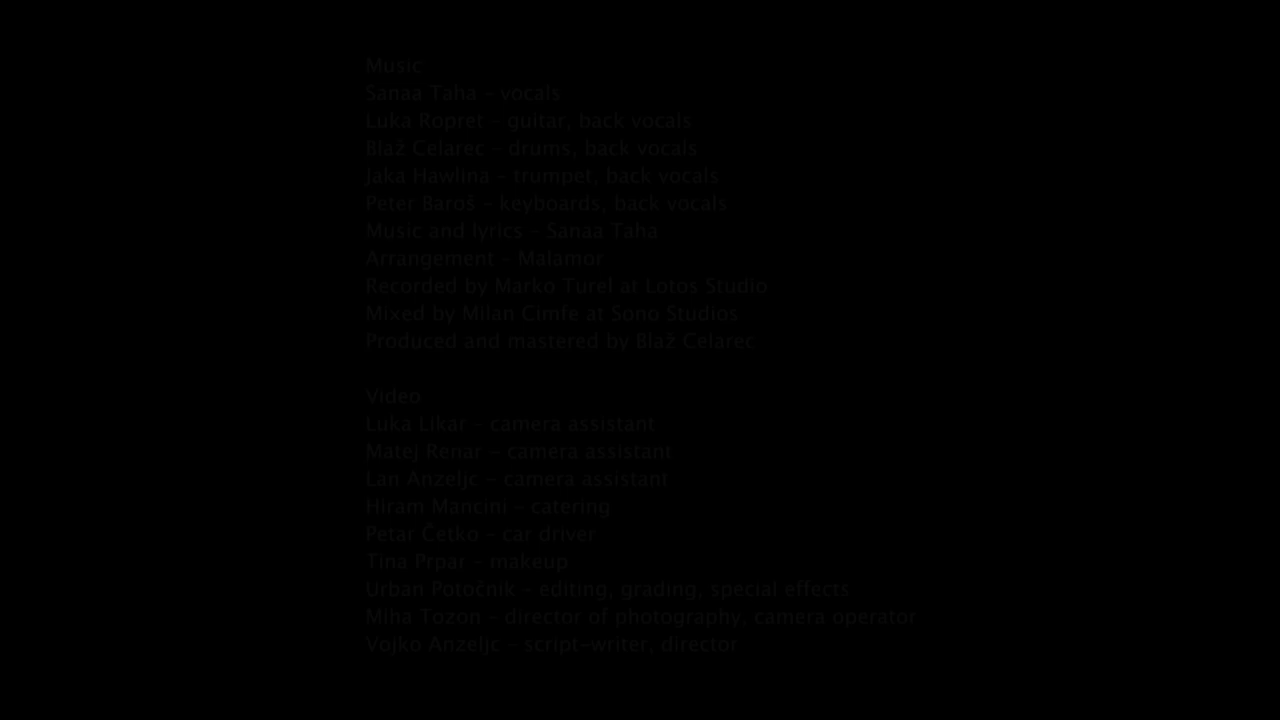 Music
Sanaa Taha - vocals
Luka Ropret - guitar, back vocals
Blaž Celarec - drums, back vocals
Jaka Hawlina - trumpet, back vocals
Peter Baroš - keyboards, back vocals
Music and lyrics - Sanaa Taha
Arrangement - Malamor
Recorded by Marko Turel at Lotos Studio
Mixed by Milan Cimfe at Sono Studios
Produced and mastered by Blaž Celarec
Video
Luka Likar - camera assistant
Matej Renar - camera assistant
Lan Anzeljc - camera assistant
Hiram Mancini - catering
Petar Četko - car driver
Tina Prpar - makeup
Urban Potočnik - editing, grading, special effects
Miha Tozon - director of photography, camera operator
Vojko Anzeljc - script-writer, director